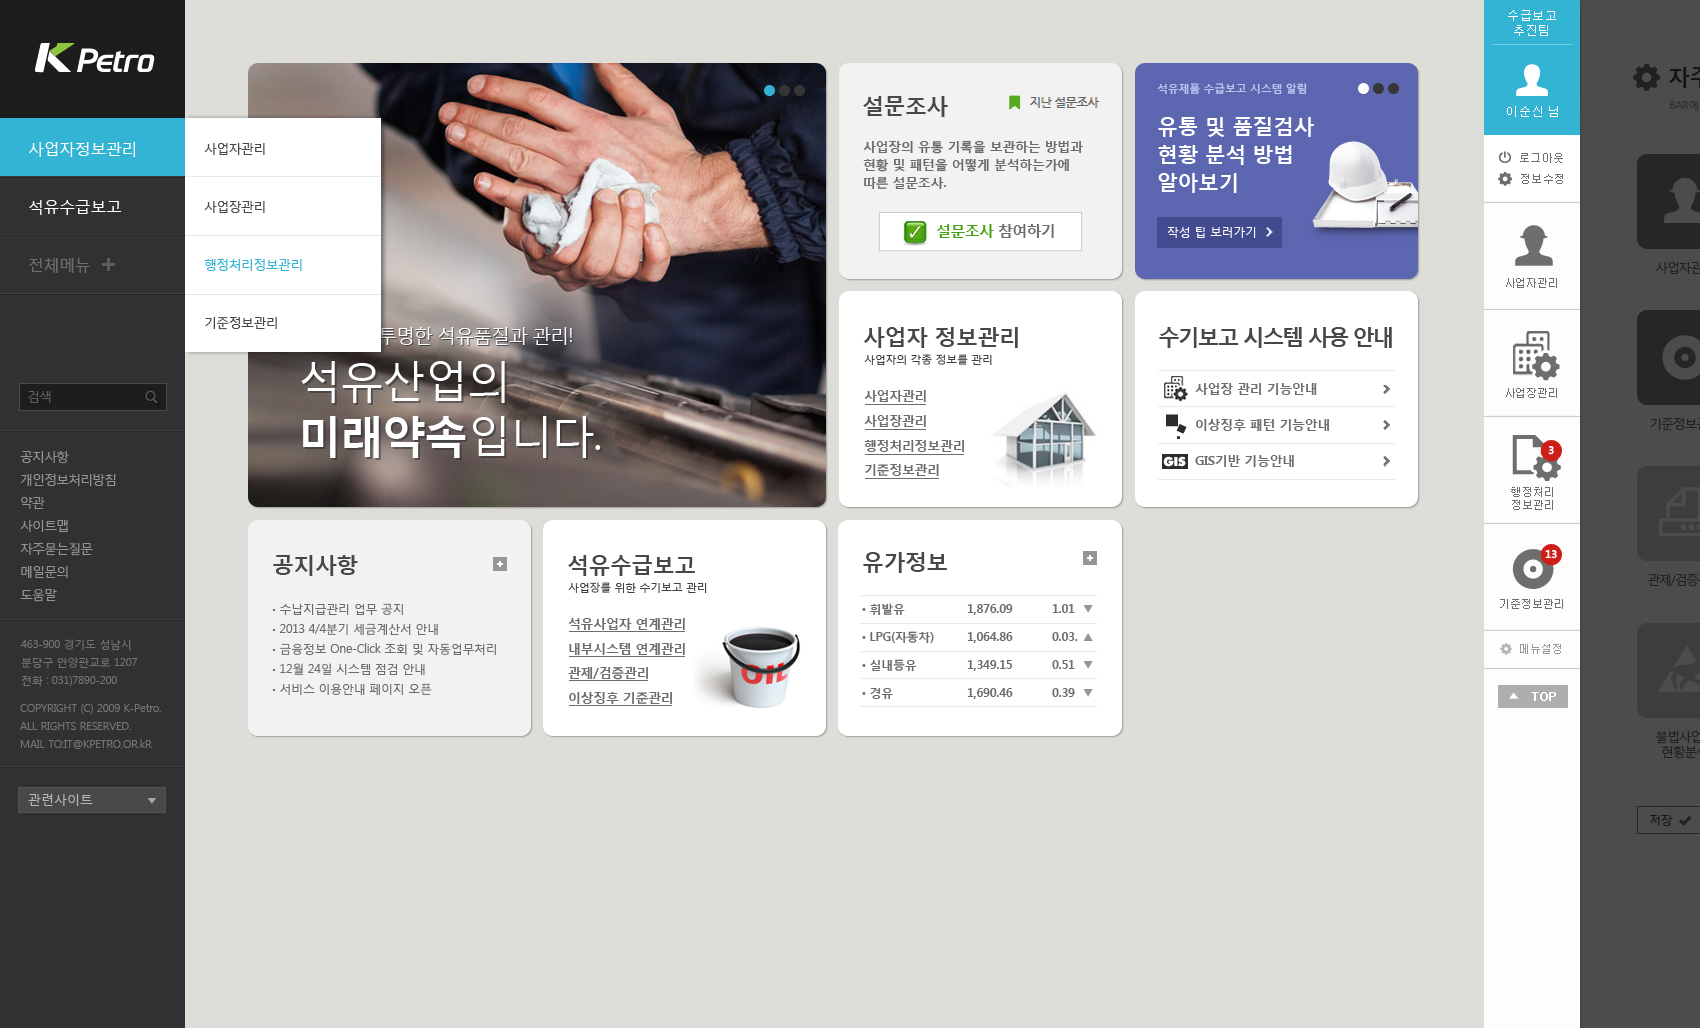 K Petro
사업자정보관리
석유수급보고
전체메뉴
검색
공지사항
개인정보처리방침
약관
사이트맵
자주묻는질문
메일문의
도움말
463-900 경기도 성남시
분당구 안양판교로 1207
전화 : 031)7890-200
COPYRIGHT (C) 2009 K-Petro.
ALL RIGHTS RESERVED.
MAIL TO:IT@KPETRO.OR.kR
관련사이트
사업자관리
사업장관리
행정처리정보관리
기준정보관리
투명한 석유품질과 관리!
석유산업의
미래약속입니다.
설문조사
지난 설문조사
사업장의 유통 기록을 보관하는 방법과
현황 및 패턴을 어떻게 분석하는가에
따른 설문조사.
설문조사 참여하기
석유제품 수급보고 시스템 알림
유통 및 품질검사
현황 분석 방법
알아보기
작성 팁 보러가기
사업자 정보관리
사업자의 각종 정보를 관리
사업자관리
사업장관리
행정처리정보관리
기준정보관리
수기보고 시스템 사용 안내
사업장 관리 기능안내
이상징후 패턴 기능안내
GIS GIS기반 기능안내
공지사항
• 수납지급관리 업무 공지
• 2013 4/4분기 세금계산서 안내
• 금융정보 One-Click 조회 및 자동업무처리
• 12월 24일 시스템 점검 안내
• 서비스 이용안내 페이지 오픈
석유수급보고
사업장를 위한 수기보고 관리
석유사업자 연계관리
내부시스템 연계관리
관제/검증관리
이상징후 기준관리
OIL
유가정보
• 휘발유 1,876.09 1.01 ▼
• LPG(자동차) 1,064.86 0.03. ▲
• 실내등유 1,349.15 0.51 ▼
• 경유 1,690.46 0.39 ▼
수급보고
추진팀
이순신 님
로그아웃
정보수정
사업자관리
사업장관리
3
행정처리
정보관리
13
기준정보관리
메뉴설정
TOP
자주
BAR에
사업자관
기준정보관
관제/검증
불법사업
현황분석
저장